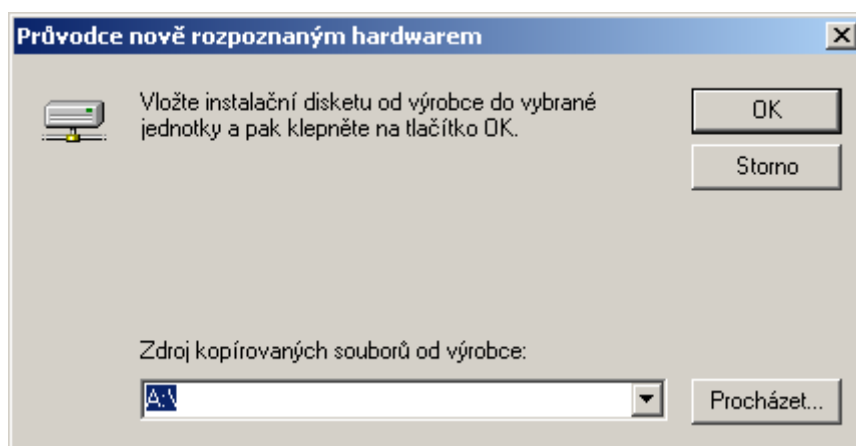 Průvodce nově rozpoznaným hardwarem
Vložte instalační disketu od výrobce do vybrané
jednotky a pak klepněte na tlačítko OK.
OK
Storno
Zdroj kopírovaných souborů od výrobce:
A:\
Procházet...